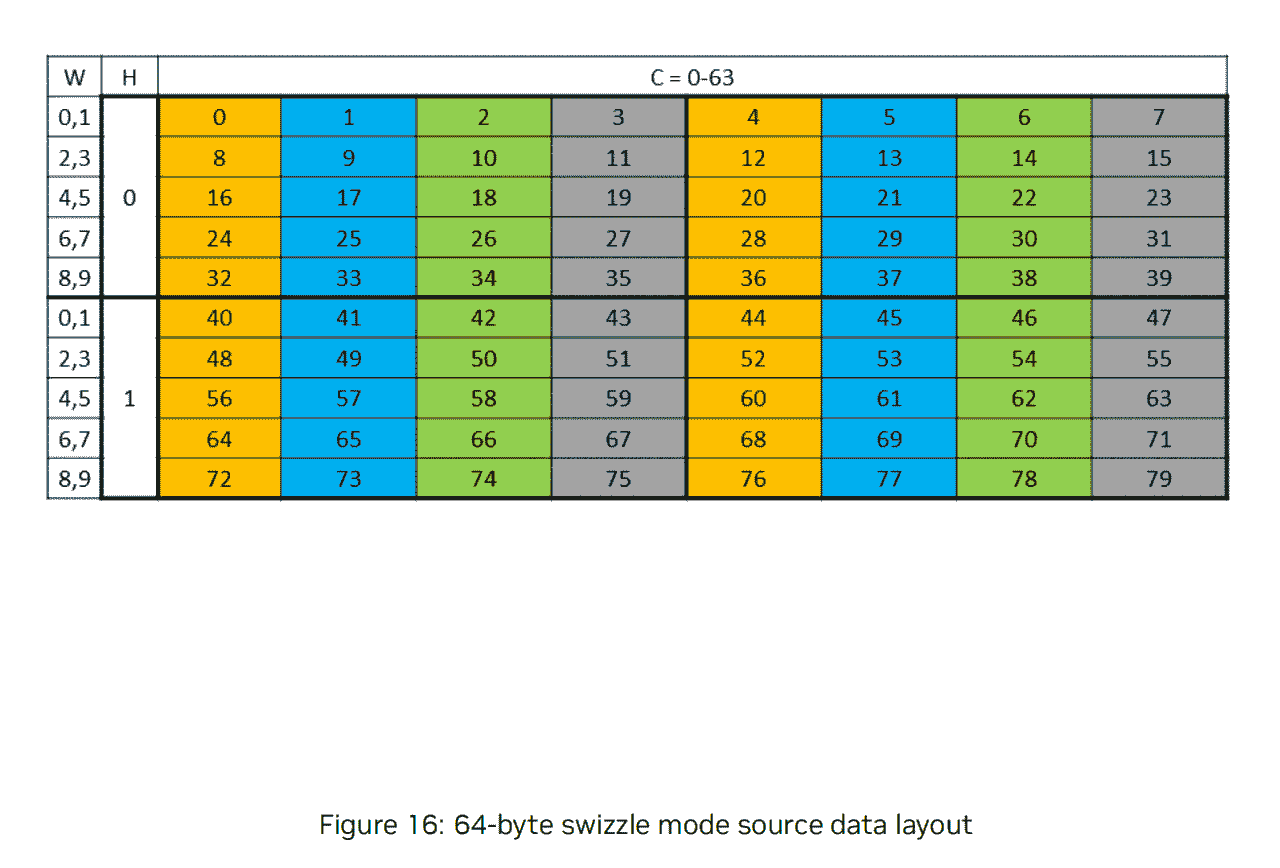 W H C = 0-63
0,1 0 1 2 3 4 5 6 7
2,3 8 9 10 11 12 13 14 15
4,5 0 16 17 18 19 20 21 22 23
6,7 24 25 26 27 28 29 30 31
8,9 32 33 34 35 36 37 38 39
0,1 40 41 42 43 44 45 46 47
2,3 48 49 50 51 52 53 54 55
4,5 1 56 57 58 59 60 61 62 63
6,7 64 65 66 67 68 69 70 71
8,9 72 73 74 75 76 77 78 79
Figure 16: 64-byte swizzle mode source data layout